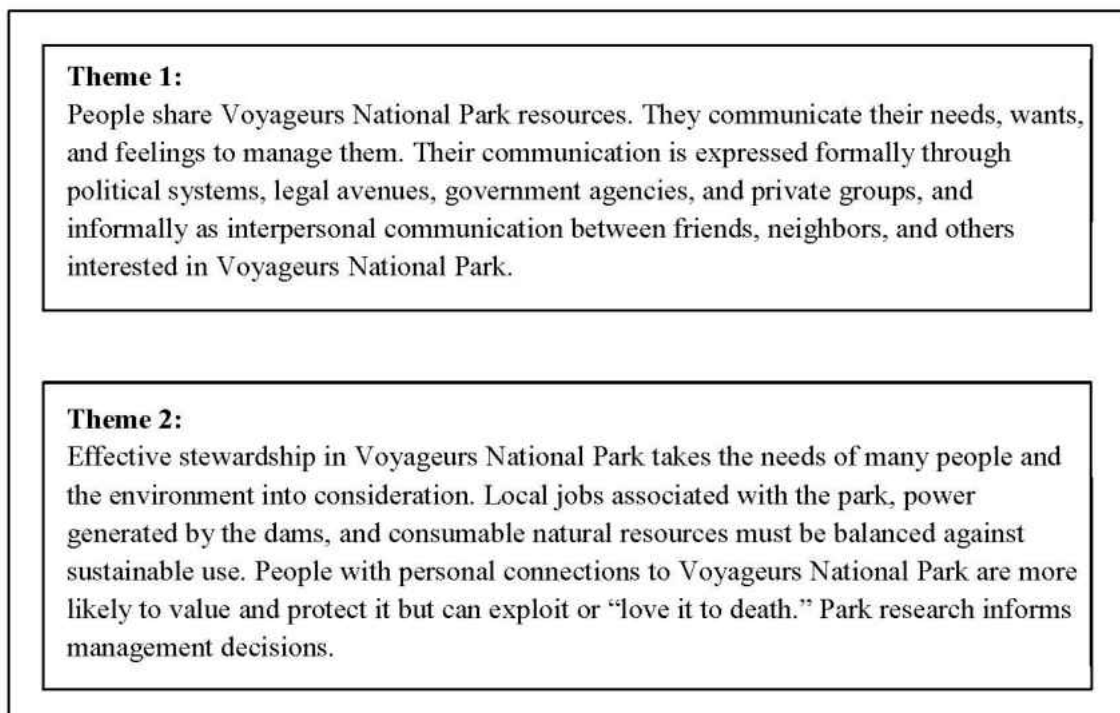 Theme 1:
People share Voyageurs National Park resources. They communicate their needs, wants,
and feelings to manage them. Their communication is expressed formally through
political systems, legal avenues, government agencies, and private groups, and
informally as interpersonal communication between friends, neighbors, and others
interested in Voyageurs National Park.
Theme 2:
Effective stewardship in Voyageurs National Park takes the needs of many people and
the environment into consideration. Local jobs associated with the park, power
generated by the dams, and consumable natural resources must be balanced against
sustainable use. People with personal connections to Voyageurs National Park are more
likely to value and protect it but can exploit or “love it to death.” Park research informs
management decisions.